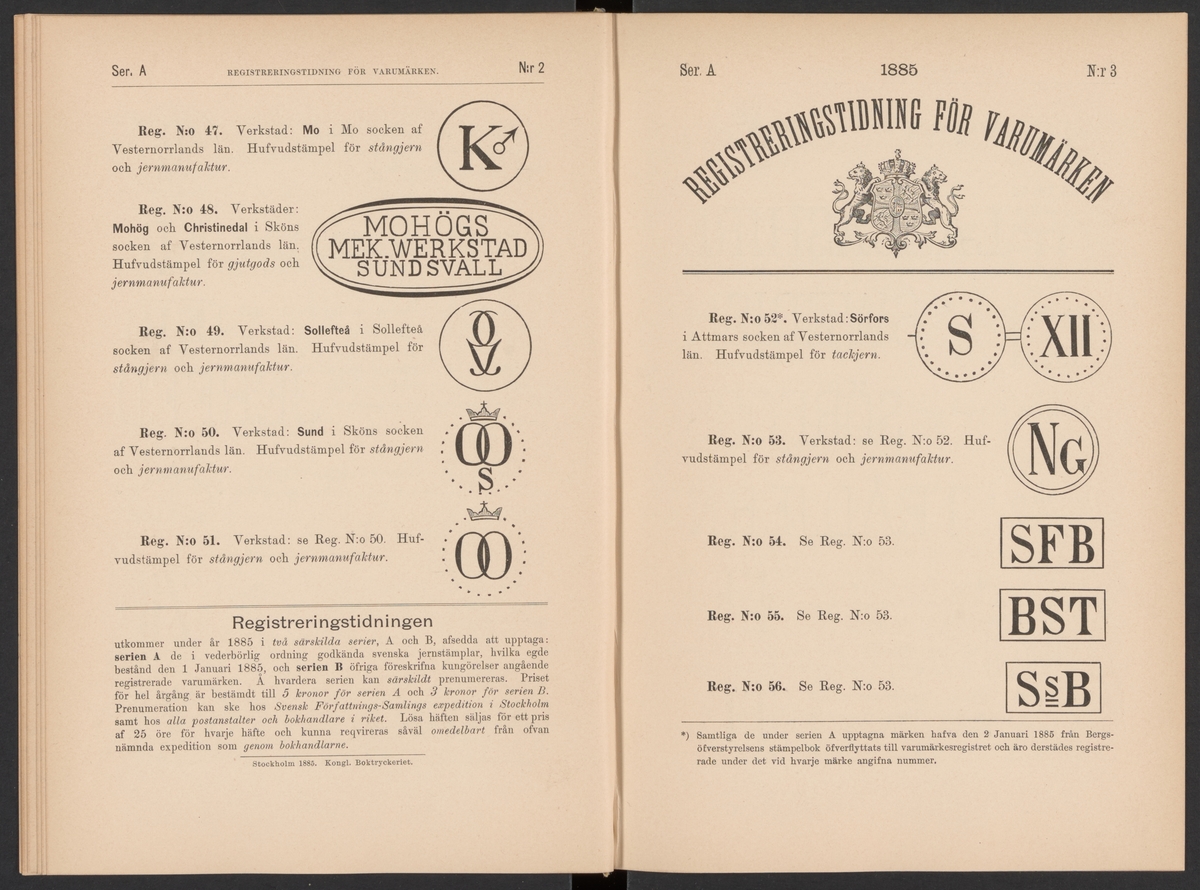 Ser. A REGISTRERINGSTIDNING FÖR VARUMÄRKEN. N:r 2
Reg. N:o 47. Verkstad: Mo i Mo socken af
Vesternorrlands län. Hufvudstämpel för stångjern
och jernmanufaktur.
K♂
Reg. N:o 48. Verkstäder:
Mohög och Christinedal i Sköns
socken af Vesternorrlands län.
Hufvudstämpel för gjutgods och
jernmanufaktur.
MOHÖGS
MEK. WERKSTAD
SUNDSVALL
Reg. N:o 49. Verkstad: Sollefteå i Sollefteå
socken af Vesternorrlands län. Hufvudstämpel för
stångjern och jernmanufaktur.
Reg. N:o 50. Verkstad: Sund i Sköns socken
af Vesternorrlands län. Hufvudstämpel för stångjern
och jernmanufaktur.
OO
S
Reg. N:o 51. Verkstad: se Reg. N:o 50. Huf-
vudstämpel för stångjern och jernmanufaktur.
OO
Registreringstidningen
utkommer under år 1885 i två särskilda serier, A och B, afsedda att upptaga:
serien A de i vederbörlig ordning godkända svenska jernstämplar, hvilka egde
bestånd den 1 Januari 1885, och serien B öfriga föreskrifna kungörelser angående
registrerade varumärken. Å hvardera serien kan särskildt prenumereras. Priset
för hel årgång är bestämdt till 5 kronor för serien A och 3 kronor för serien B.
Prenumeration kan ske hos Svensk Författnings-Samlings expedition i Stockholm
samt hos alla postanstalter och bokhandlare i riket. Lösa häften säljas för ett pris
af 25 öre för hvarje häfte och kunna reqvireras såväl omedelbart från ofvan
nämnda expedition som genom bokhandlarne.
Stockholm 1885. Kongl. Boktryckeriet.
Ser. A 1885 N:r 3
REGISTRERINGSTIDNING FÖR VARUMÄRKEN
Reg. N:o 52*. Verkstad: Sörfors
i Attmars socken af Vesternorrlands
län. Hufvudstämpel för tackjern.
S XII
Reg. N:o 53. Verkstad: se Reg. N:o 52. Huf-
vudstämpel för stångjern och jernmanufaktur.
NG
Reg. N:o 54. Se Reg. N:o 53.
SFB
Reg. N:o 55. Se Reg. N:o 53.
BST
Reg. N:o 56. Se Reg. N:o 53.
SsB
*) Samtliga de under serien A upptagna märken hafva den 2 Januari 1885 från Bergs-
öfverstyrelsens stämpelbok öfverflyttats till varumärkesregistret och äro derstädes registre-
rade under det vid hvarje märke angifna nummer.